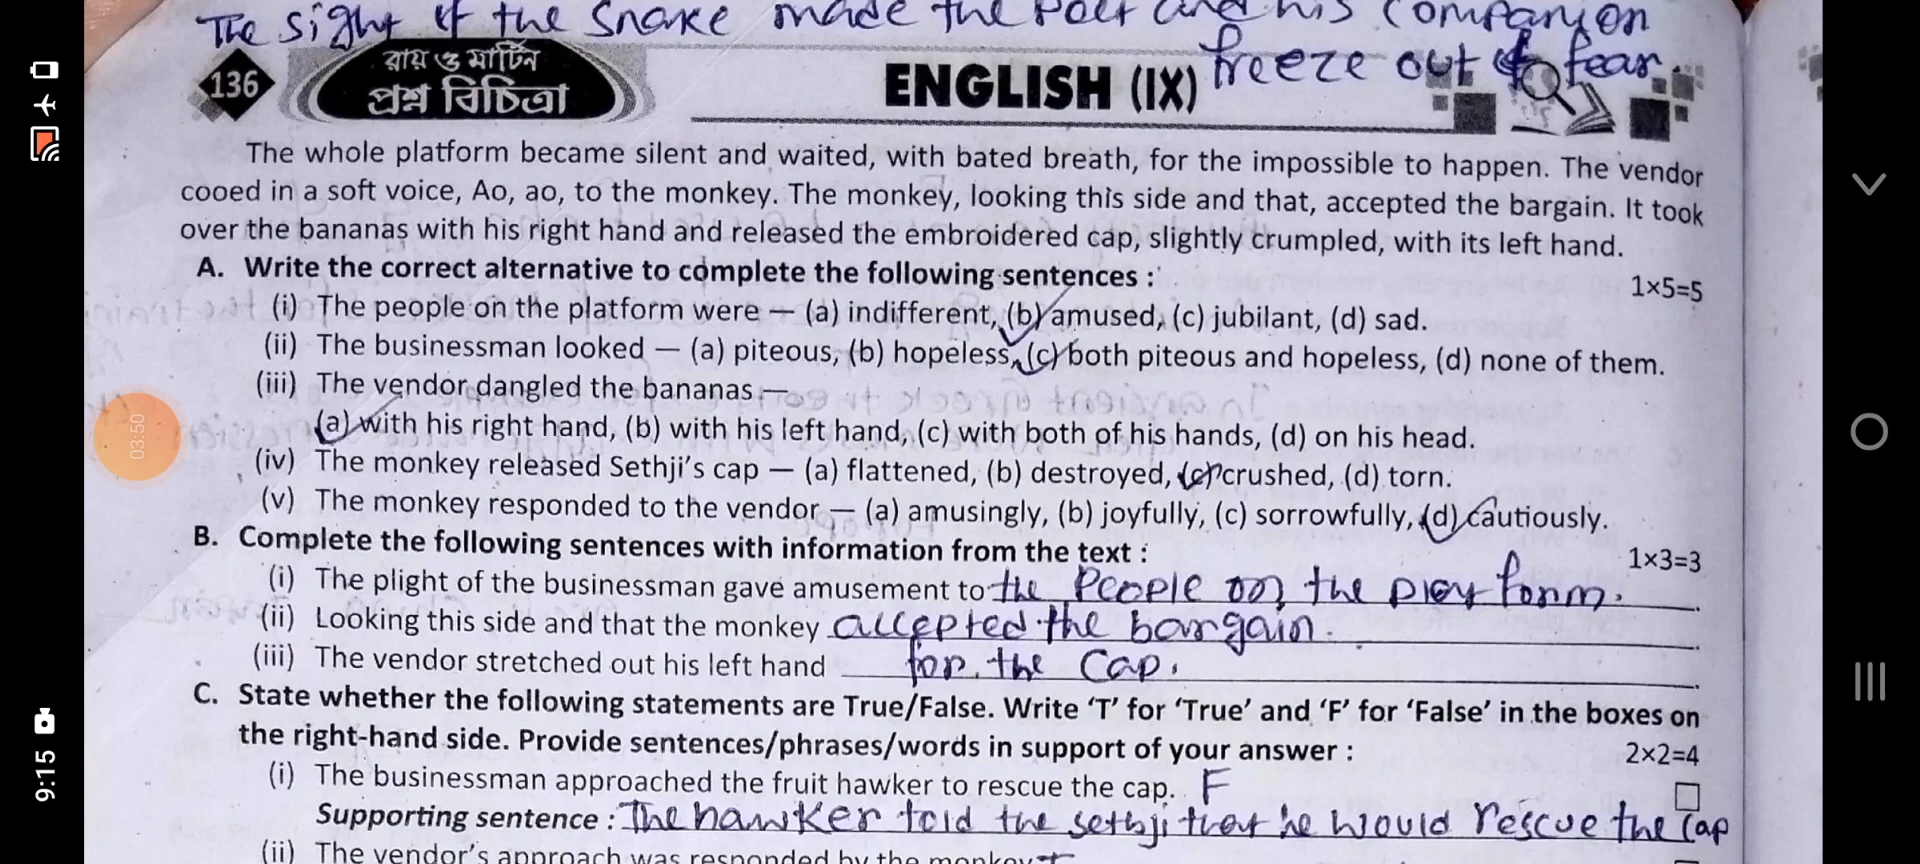 The sight of the snake made the Poet and his companion
freeze out of fear.
136
রায় ও মার্টিন
প্রশ্ন বিচিত্রা
ENGLISH (IX)
The whole platform became silent and waited, with bated breath, for the impossible to happen. The vendor
cooed in a soft voice, Ao, ao, to the monkey. The monkey, looking this side and that, accepted the bargain. It took
over the bananas with his right hand and released the embroidered cap, slightly crumpled, with its left hand.
A. Write the correct alternative to complete the following sentences :
1×5=5
(i) The people on the platform were — (a) indifferent, (b) amused, (c) jubilant, (d) sad.
(ii) The businessman looked — (a) piteous, (b) hopeless, (c) both piteous and hopeless, (d) none of them.
(iii) The vendor dangled the bananas —
(a) with his right hand, (b) with his left hand, (c) with both of his hands, (d) on his head.
(iv) The monkey released Sethji's cap — (a) flattened, (b) destroyed, (c) crushed, (d) torn.
(v) The monkey responded to the vendor — (a) amusingly, (b) joyfully, (c) sorrowfully, (d) cautiously.
B. Complete the following sentences with information from the text :
1×3=3
(i) The plight of the businessman gave amusement to the People on the platform.
(ii) Looking this side and that the monkey accepted the bargain.
(iii) The vendor stretched out his left hand for the Cap.
C. State whether the following statements are True/False. Write 'T' for 'True' and 'F' for 'False' in the boxes on
the right-hand side. Provide sentences/phrases/words in support of your answer :
2×2=4
(i) The businessman approached the fruit hawker to rescue the cap. F
Supporting sentence : The hawker told the sethji that he would rescue the Cap
(ii) The vendor's approach was responded by the monkey T
03:50
9:15